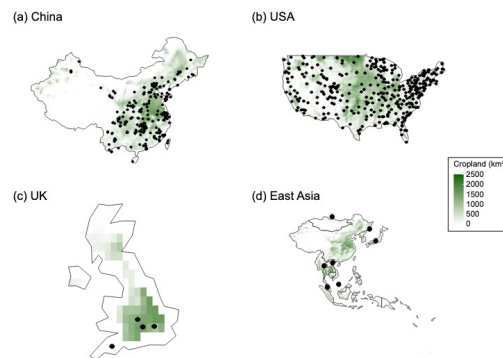 (a) China
(b) USA
Cropland (km²
2500
2000
1500
1000
500
0
(c) UK
(d) East Asia